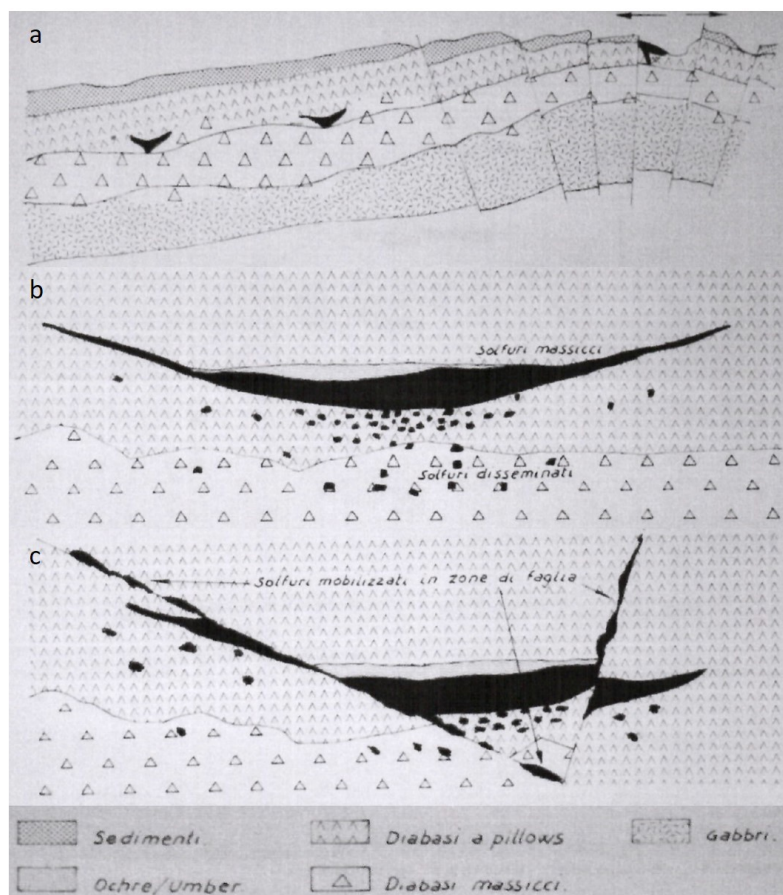 a
b
Solfuri massicci
Solfuri disseminati
c
Solfuri mobilizzati in zone di faglia
Sedimenti
Diabasi a pillows
Gabbri.
Ochre/Umber
Diabasi massicci